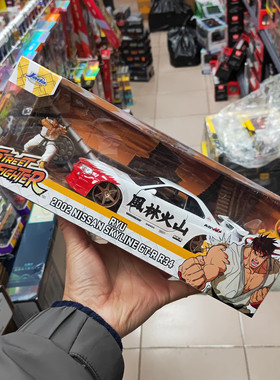 STREET
FIGHTER
風林火山
RYU
2002 NISSAN SKYLINE GT-R R34